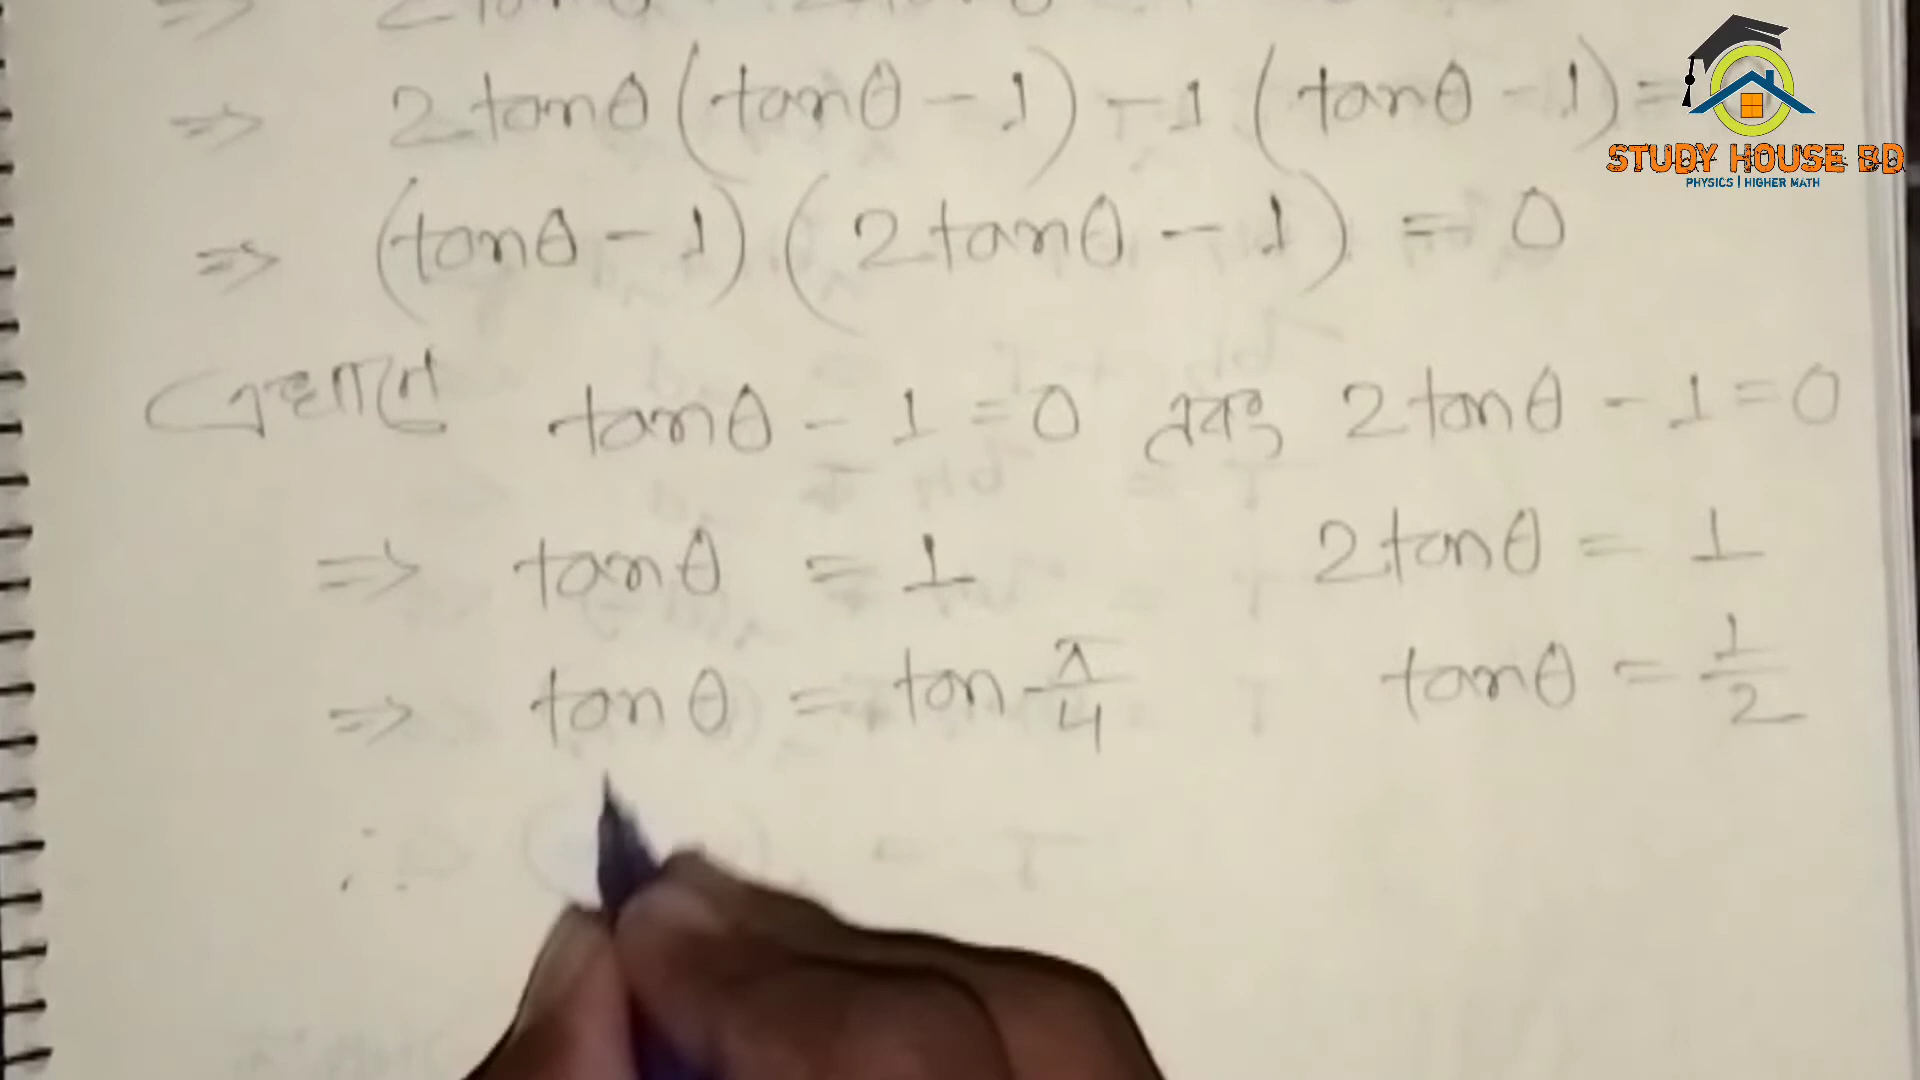 ⇒ 2tanθ
⇒ 2tanθ(tanθ-1)-1(tanθ-1)=
STUDY HOUSE BD
PHYSICS | HIGHER MATH
⇒ (tanθ-1)(2tanθ-1) = 0
এখানে tanθ-1=0 এবং 2tanθ-1=0
⇒ tanθ = 1 2tanθ = 1
⇒ tanθ = tan π/4 tanθ = 1/2